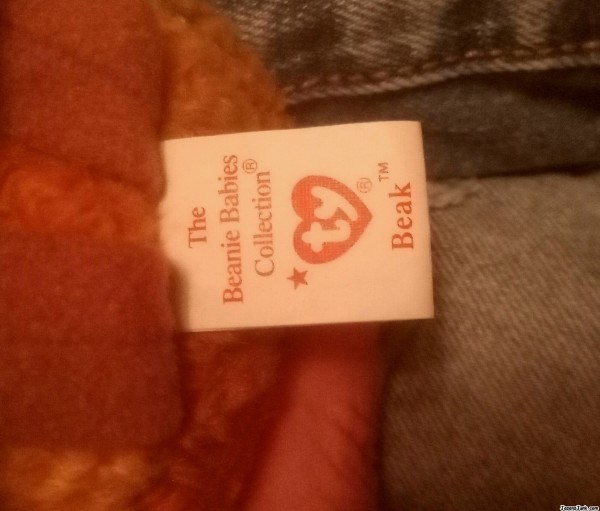 The
Beanie Babies®
Collection
ty®
Beak™